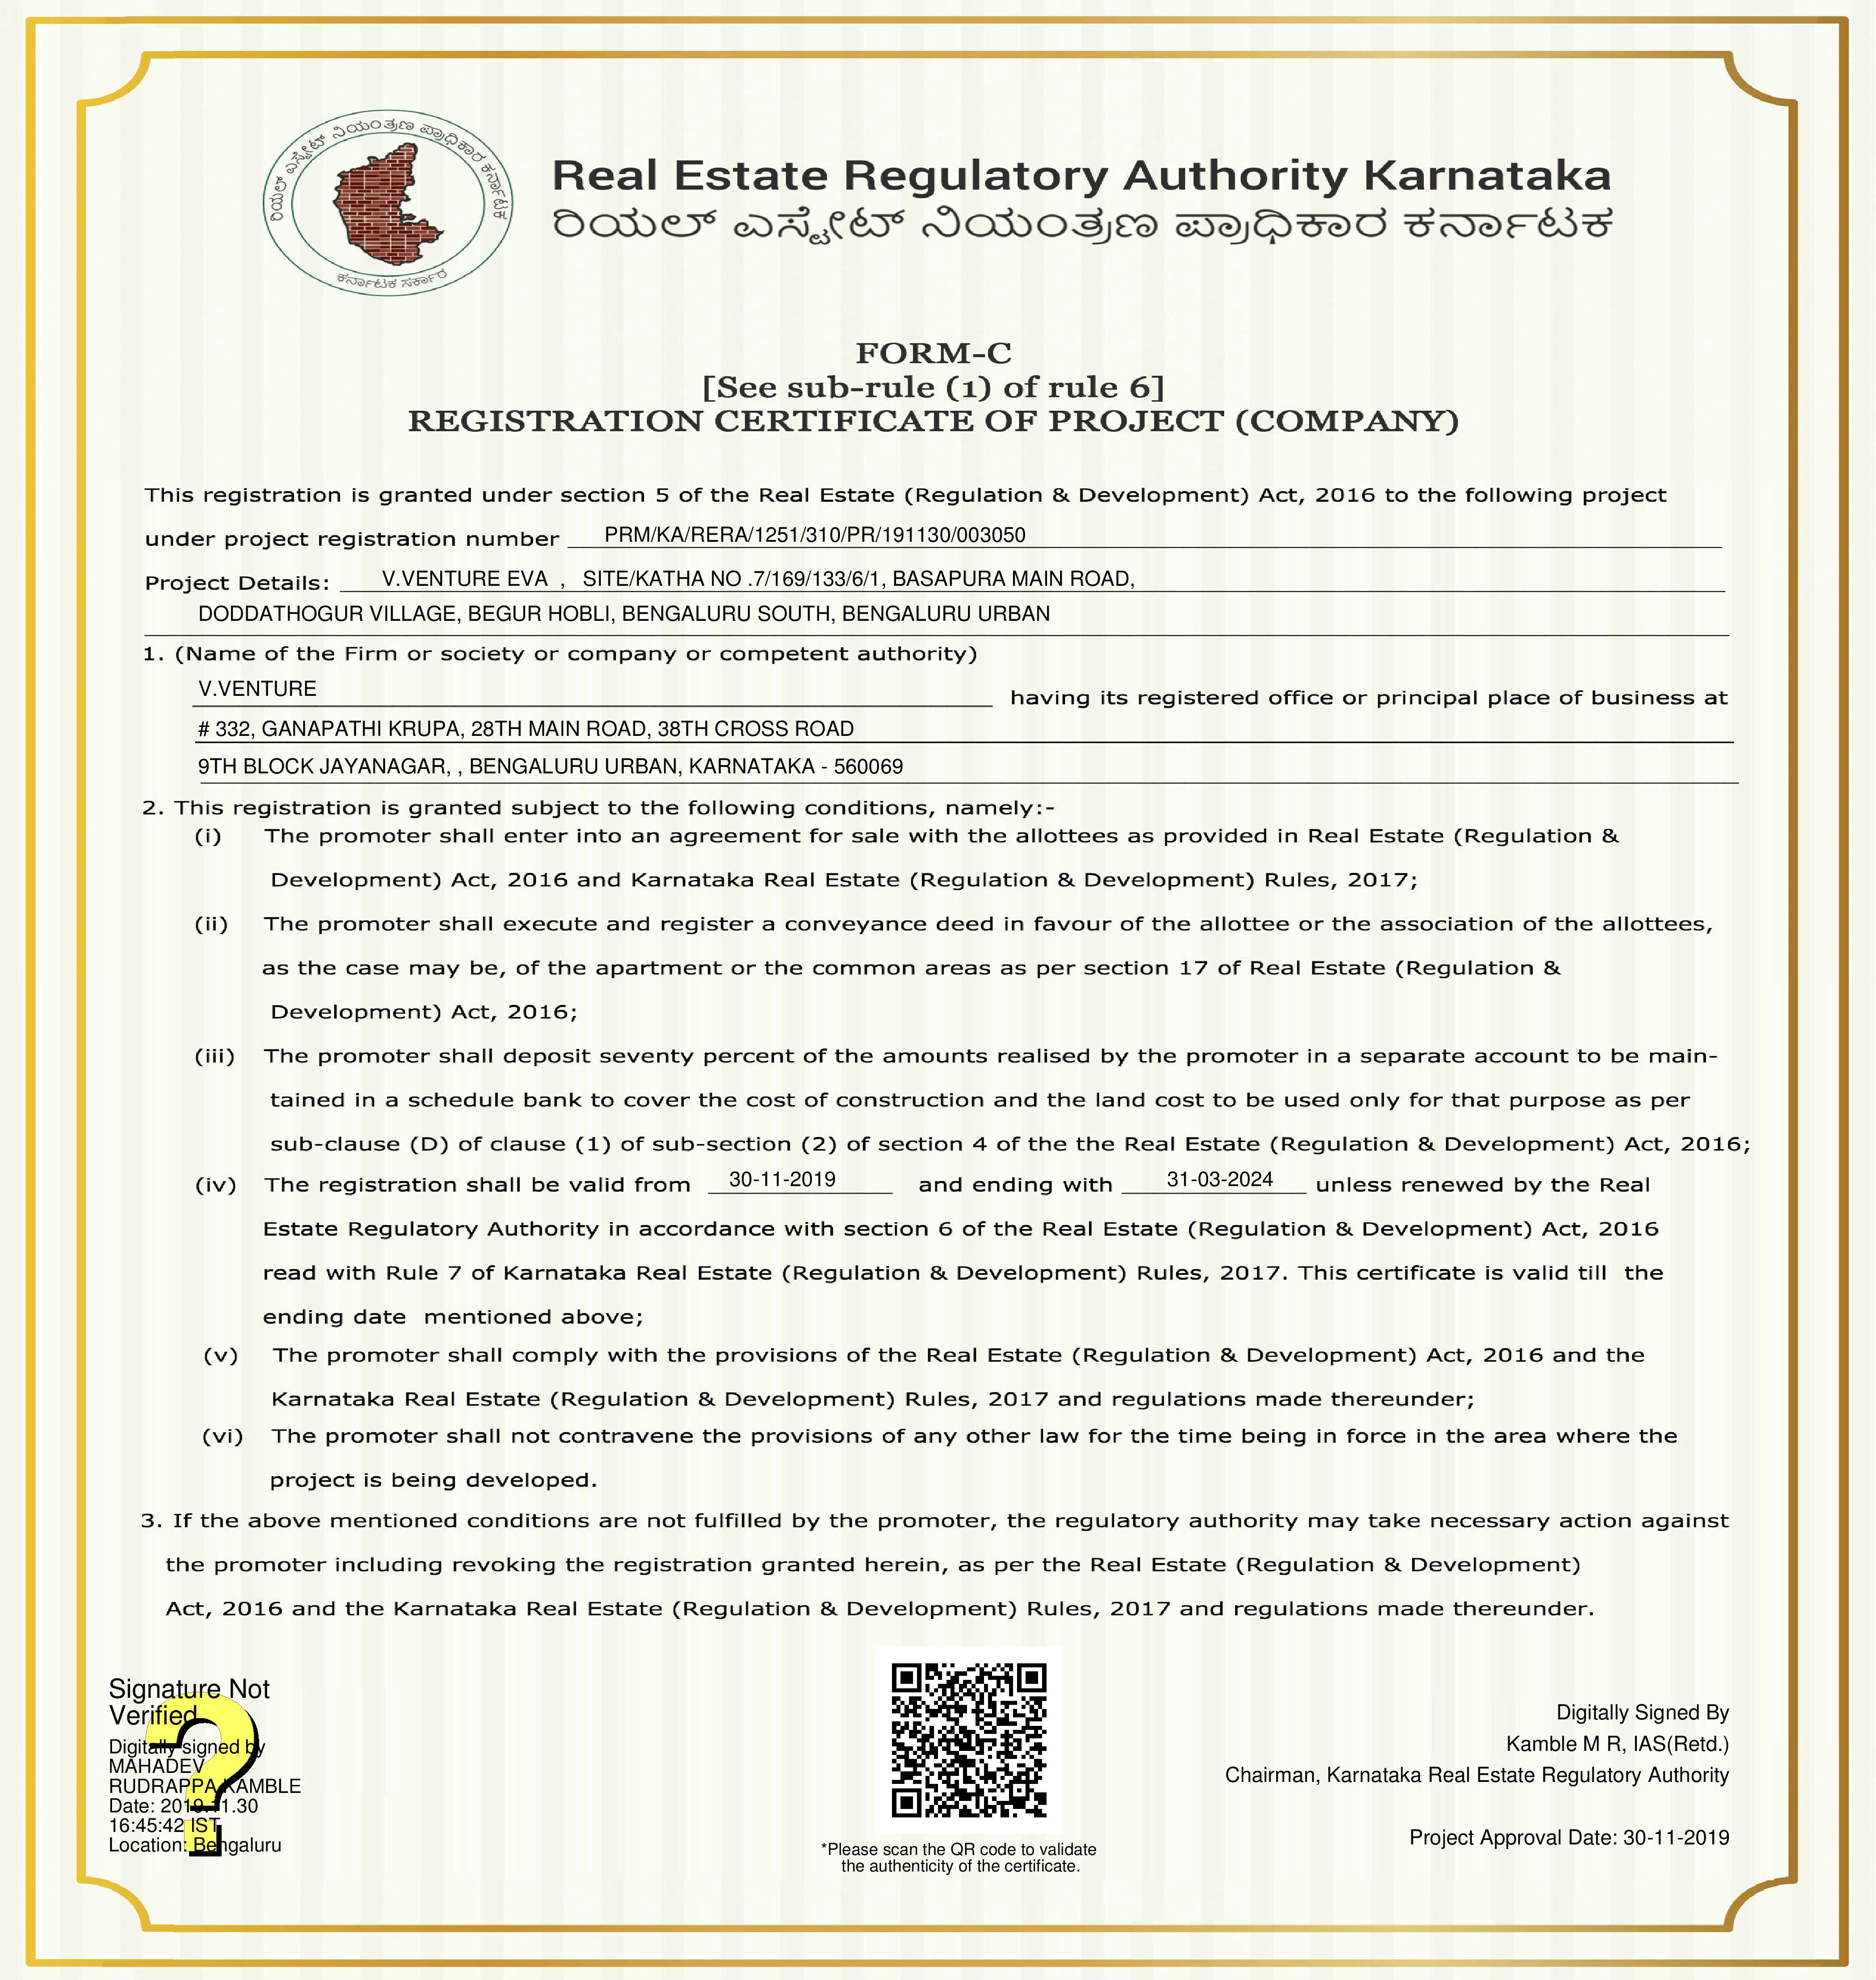 ರಿಯಲ್ ಎಸ್ಟೇಟ್ ನಿಯಂತ್ರಣ ಪ್ರಾಧಿಕಾರ ಕರ್ನಾಟಕ
ಕರ್ನಾಟಕ ಸರ್ಕಾರ
Real Estate Regulatory Authority Karnataka
ರಿಯಲ್ ಎಸ್ಟೇಟ್ ನಿಯಂತ್ರಣ ಪ್ರಾಧಿಕಾರ ಕರ್ನಾಟಕ
FORM-C
[See sub-rule (1) of rule 6]
REGISTRATION CERTIFICATE OF PROJECT (COMPANY)
This registration is granted under section 5 of the Real Estate (Regulation & Development) Act, 2016 to the following project
under project registration number PRM/KA/RERA/1251/310/PR/191130/003050
Project Details: V.VENTURE EVA , SITE/KATHA NO .7/169/133/6/1, BASAPURA MAIN ROAD,
DODDATHOGUR VILLAGE, BEGUR HOBLI, BENGALURU SOUTH, BENGALURU URBAN
1. (Name of the Firm or society or company or competent authority)
V.VENTURE having its registered office or principal place of business at
# 332, GANAPATHI KRUPA, 28TH MAIN ROAD, 38TH CROSS ROAD
9TH BLOCK JAYANAGAR, , BENGALURU URBAN, KARNATAKA - 560069
2. This registration is granted subject to the following conditions, namely:-
(i) The promoter shall enter into an agreement for sale with the allottees as provided in Real Estate (Regulation &
Development) Act, 2016 and Karnataka Real Estate (Regulation & Development) Rules, 2017;
(ii) The promoter shall execute and register a conveyance deed in favour of the allottee or the association of the allottees,
as the case may be, of the apartment or the common areas as per section 17 of Real Estate (Regulation &
Development) Act, 2016;
(iii) The promoter shall deposit seventy percent of the amounts realised by the promoter in a separate account to be main-
tained in a schedule bank to cover the cost of construction and the land cost to be used only for that purpose as per
sub-clause (D) of clause (1) of sub-section (2) of section 4 of the the Real Estate (Regulation & Development) Act, 2016;
(iv) The registration shall be valid from 30-11-2019 and ending with 31-03-2024 unless renewed by the Real
Estate Regulatory Authority in accordance with section 6 of the Real Estate (Regulation & Development) Act, 2016
read with Rule 7 of Karnataka Real Estate (Regulation & Development) Rules, 2017. This certificate is valid till the
ending date mentioned above;
(v) The promoter shall comply with the provisions of the Real Estate (Regulation & Development) Act, 2016 and the
Karnataka Real Estate (Regulation & Development) Rules, 2017 and regulations made thereunder;
(vi) The promoter shall not contravene the provisions of any other law for the time being in force in the area where the
project is being developed.
3. If the above mentioned conditions are not fulfilled by the promoter, the regulatory authority may take necessary action against
the promoter including revoking the registration granted herein, as per the Real Estate (Regulation & Development)
Act, 2016 and the Karnataka Real Estate (Regulation & Development) Rules, 2017 and regulations made thereunder.
Signature Not
Verified
Digitally signed by
MAHADEV
RUDRAPPA KAMBLE
Date: 2019.11.30
16:45:42 IST
Location: Bengaluru
*Please scan the QR code to validate
the authenticity of the certificate.
Digitally Signed By
Kamble M R, IAS(Retd.)
Chairman, Karnataka Real Estate Regulatory Authority
Project Approval Date: 30-11-2019